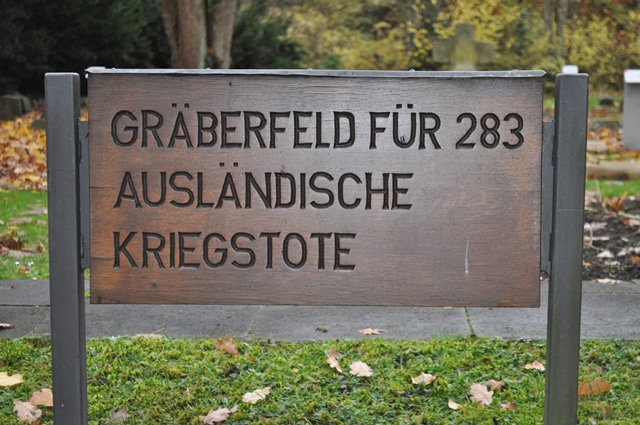 GRÄBERFELD FÜR 283
AUSLÄNDISCHE
KRIEGSTOTE